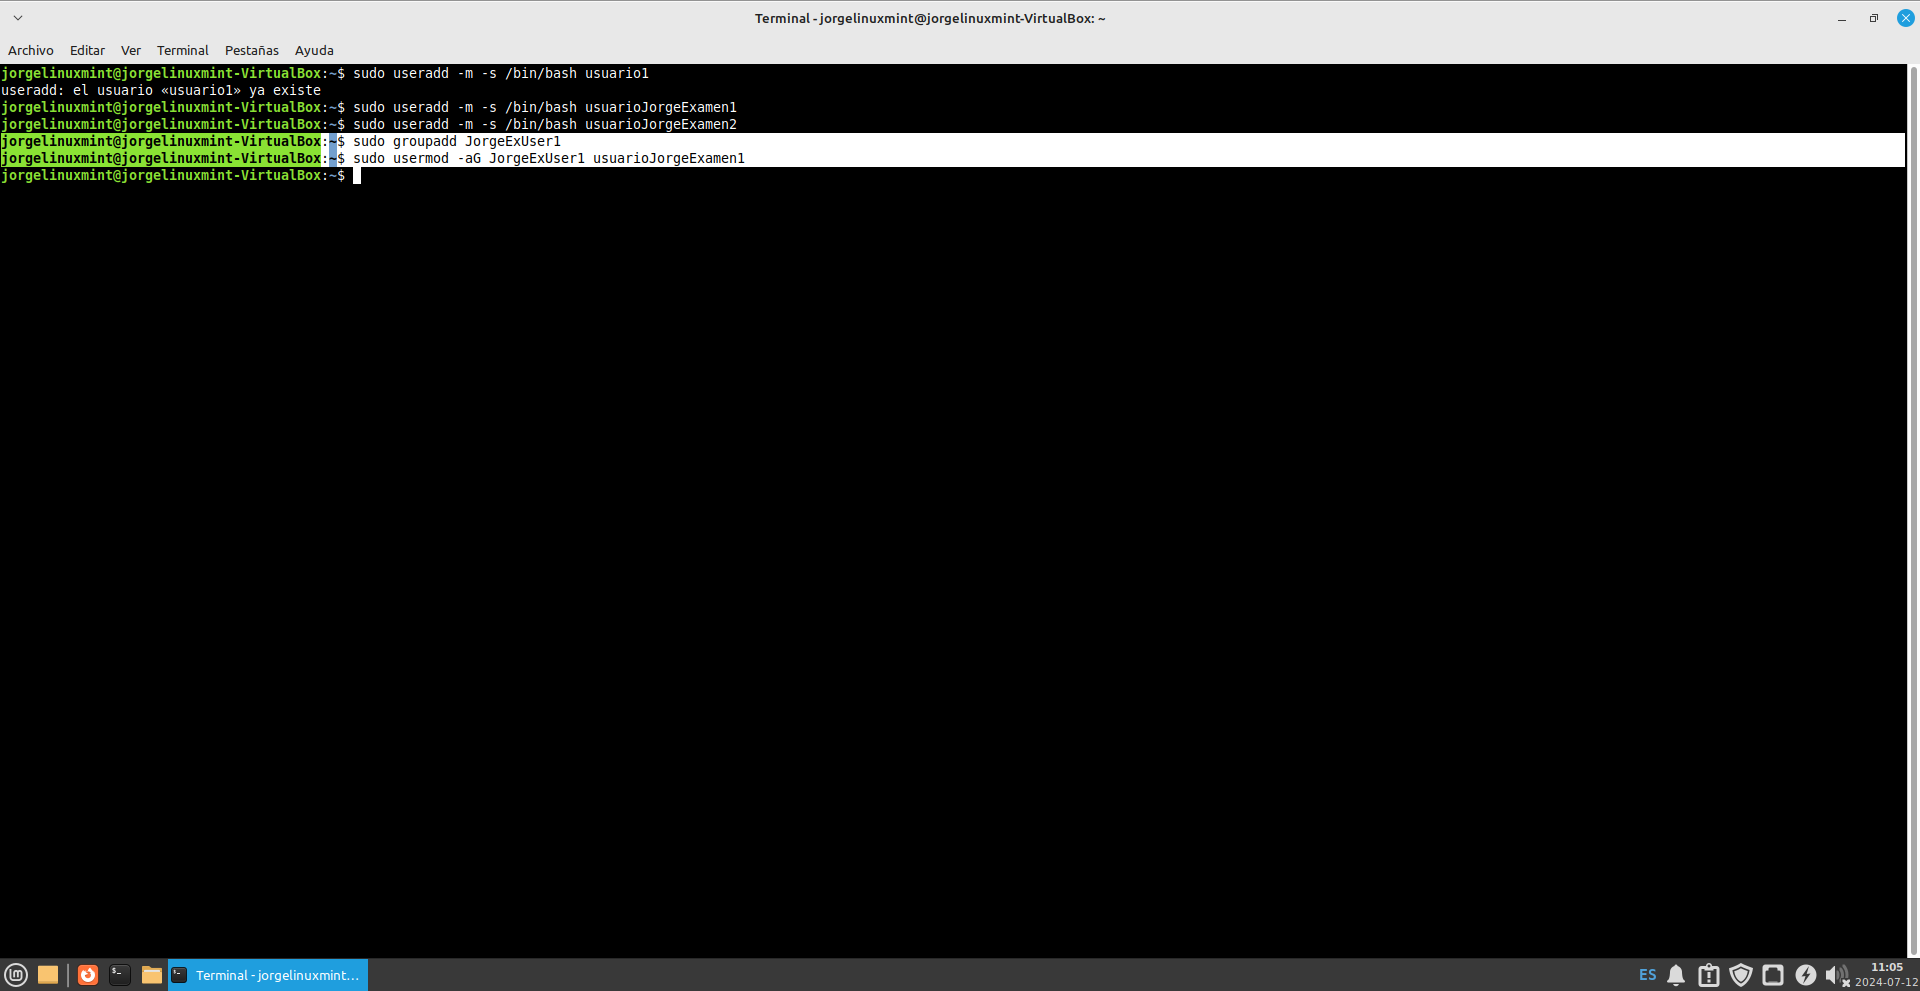 Terminal - jorgelinuxmint@jorgelinuxmint-VirtualBox: ~
Archivo Editar Ver Terminal Pestañas Ayuda
jorgelinuxmint@jorgelinuxmint-VirtualBox:~$ sudo useradd -m -s /bin/bash usuario1
useradd: el usuario «usuario1» ya existe
jorgelinuxmint@jorgelinuxmint-VirtualBox:~$ sudo useradd -m -s /bin/bash usuarioJorgeExamen1
jorgelinuxmint@jorgelinuxmint-VirtualBox:~$ sudo useradd -m -s /bin/bash usuarioJorgeExamen2
jorgelinuxmint@jorgelinuxmint-VirtualBox:~$ sudo groupadd JorgeExUser1
jorgelinuxmint@jorgelinuxmint-VirtualBox:~$ sudo usermod -aG JorgeExUser1 usuarioJorgeExamen1
jorgelinuxmint@jorgelinuxmint-VirtualBox:~$
Terminal - jorgelinuxmint...
ES
11:05
2024-07-12